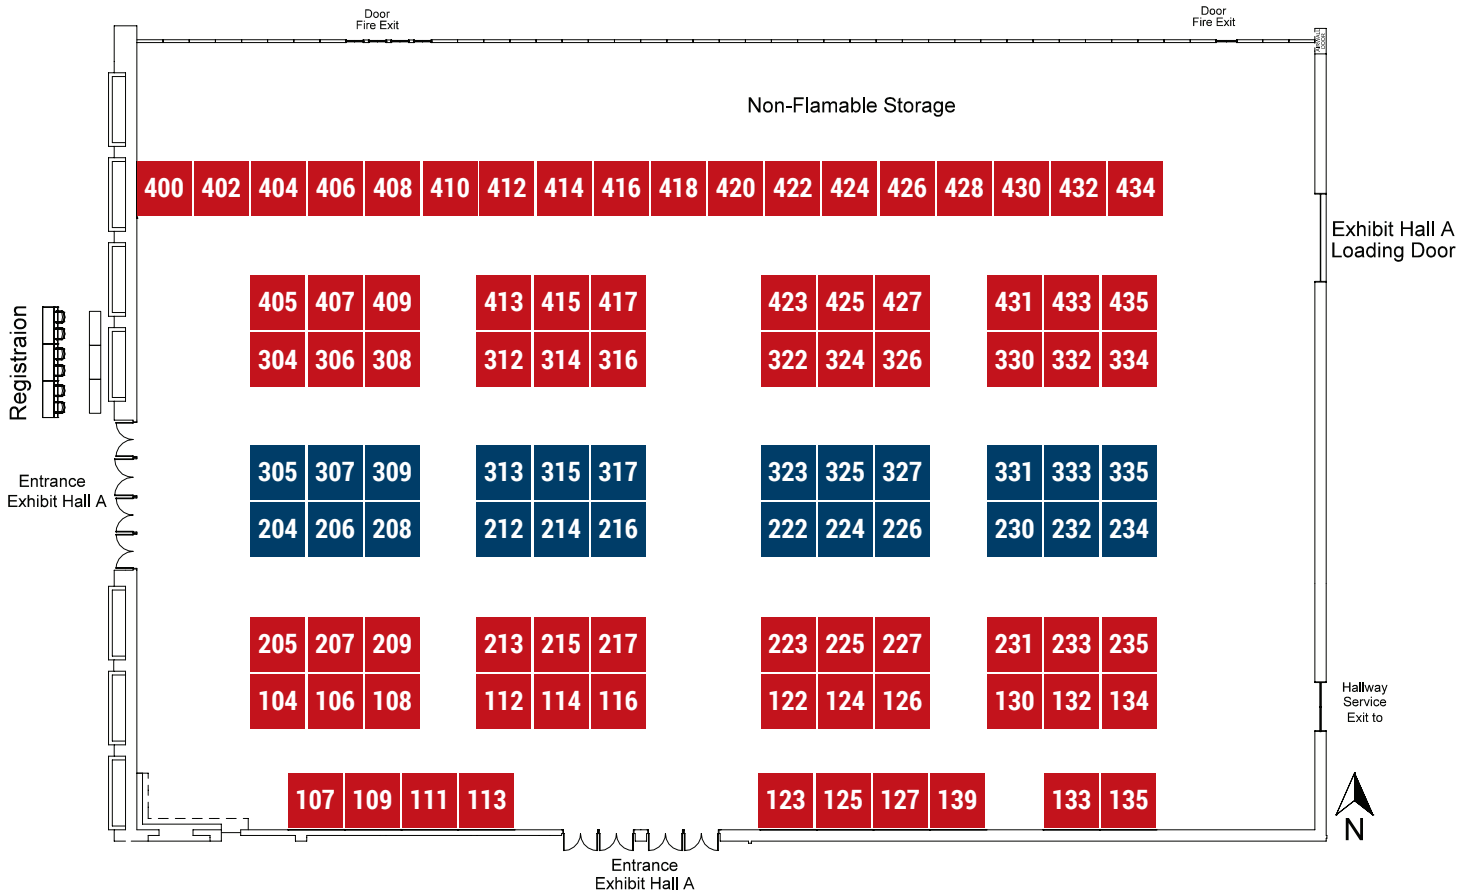 Door
Fire Exit
Door
Fire Exit
Non-Flamable Storage
400 402 404 406 408 410 412 414 416 418 420 422 424 426 428 430 432 434
Exhibit Hall A
Loading Door
405 407 409 413 415 417 423 425 427 431 433 435
304 306 308 312 314 316 322 324 326 330 332 334
Registraion
305 307 309 313 315 317 323 325 327 331 333 335
Entrance
Exhibit Hall A
204 206 208 212 214 216 222 224 226 230 232 234
205 207 209 213 215 217 223 225 227 231 233 235
104 106 108 112 114 116 122 124 126 130 132 134
Hallway
Service
Exit to
107 109 111 113 123 125 127 139 133 135
N
Entrance
Exhibit Hall A